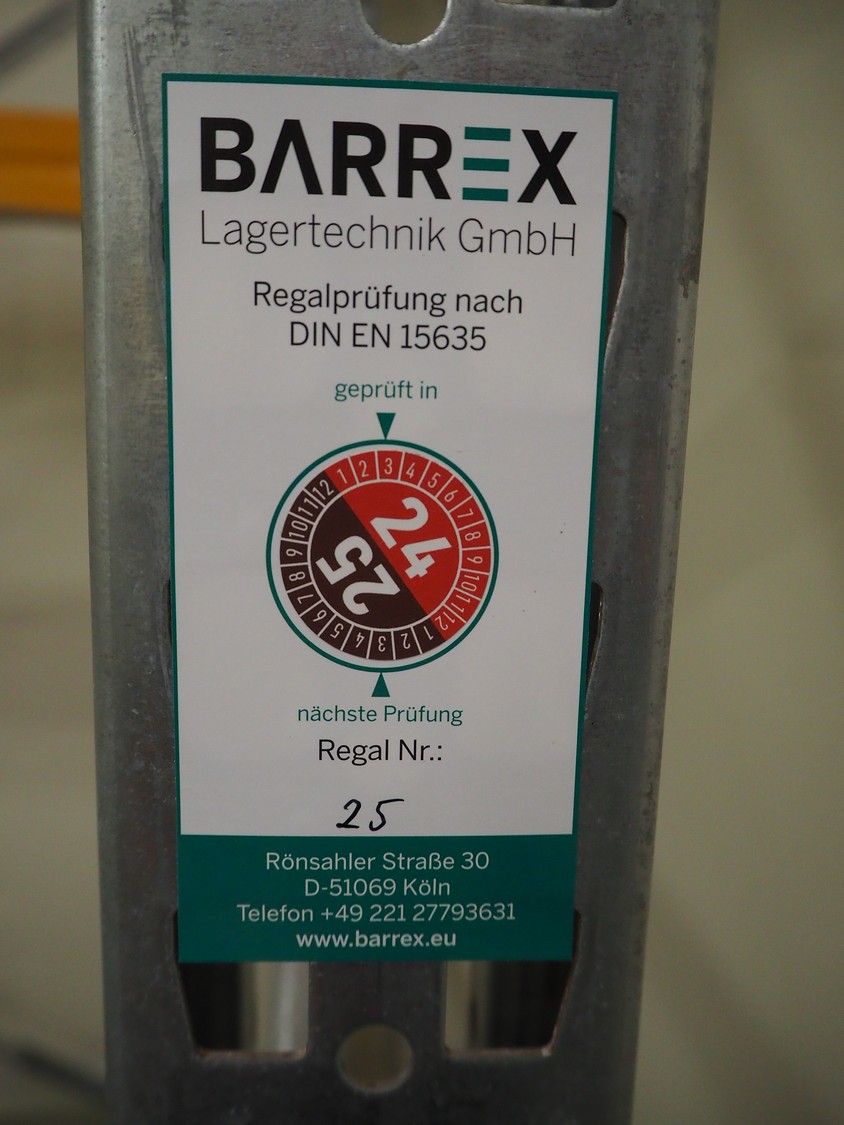 BARREX
Lagertechnik GmbH
Regalprüfung nach
DIN EN 15635
geprüft in
1 2 3 4 5 6 7 8 9 10 11 12
24
25
1 2 3 4 5 6 7 8 9 10 11 12
nächste Prüfung
Regal Nr.:
25
Rönsahler Straße 30
D-51069 Köln
Telefon +49 221 27793631
www.barrex.eu